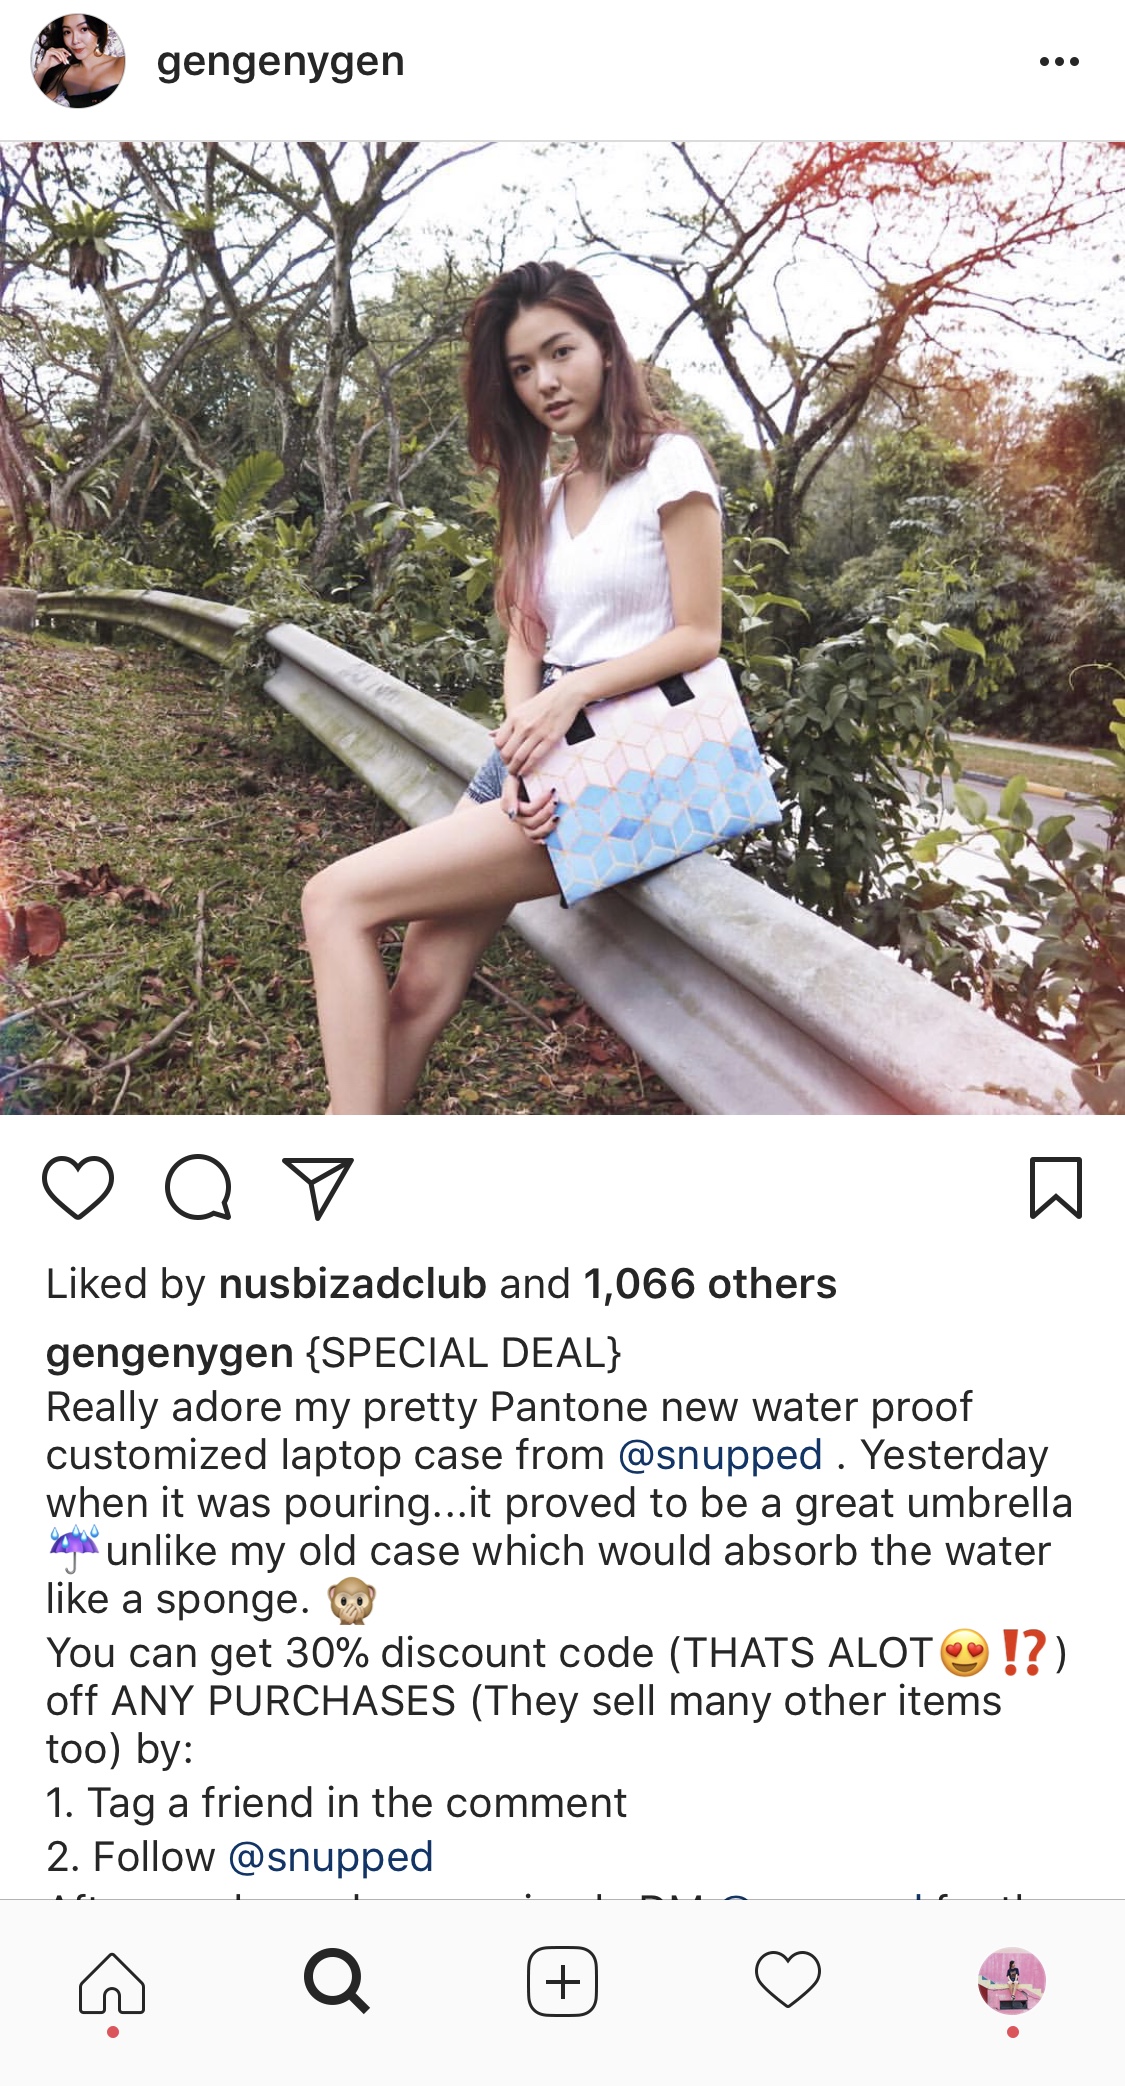 gengenygen
Liked by nusbizadclub and 1,066 others
gengenygen {SPECIAL DEAL}
Really adore my pretty Pantone new water proof
customized laptop case from @snupped . Yesterday
when it was pouring...it proved to be a great umbrella
☔unlike my old case which would absorb the water
like a sponge. 🙊
You can get 30% discount code (THATS ALOT😍⁉️)
off ANY PURCHASES (They sell many other items
too) by:
1. Tag a friend in the comment
2. Follow @snupped